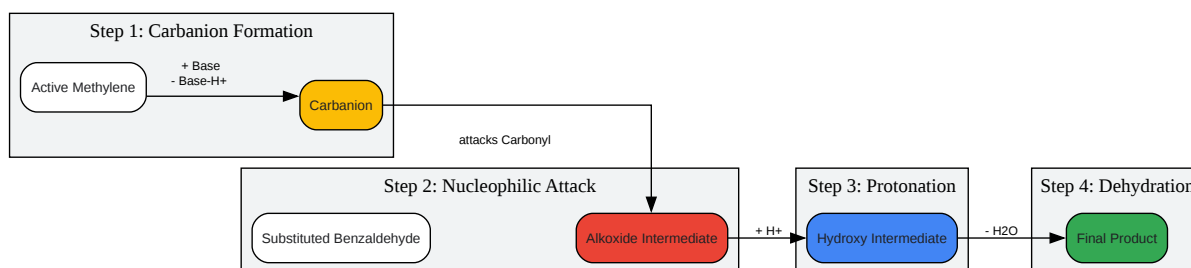 Step 1: Carbanion Formation
+ Base
- Base-H+
Active Methylene
Carbanion
attacks Carbonyl
Step 2: Nucleophilic Attack
Substituted Benzaldehyde
Alkoxide Intermediate
+ H+
Step 3: Protonation
Hydroxy Intermediate
- H2O
Step 4: Dehydration
Final Product